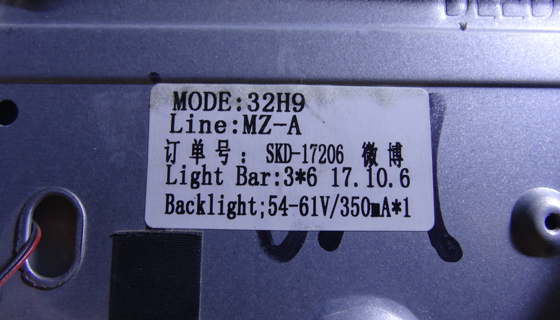 MODE:32H9
Line:MZ-A
订单号: SKD-17206 微博
Light Bar:3*6 17.10.6
Backlight;54-61V/350mA*1